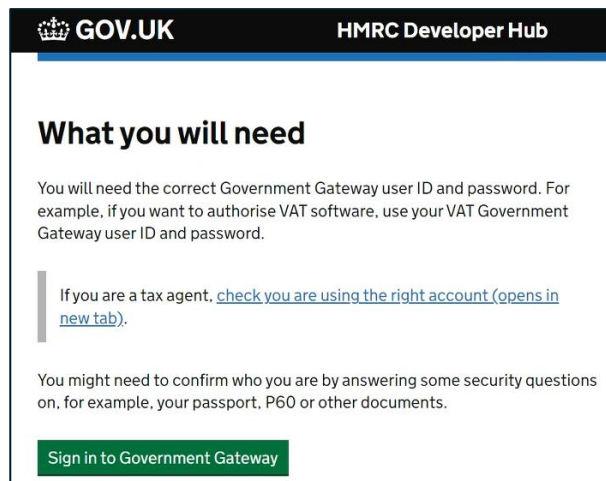 GOV.UK HMRC Developer Hub
What you will need
You will need the correct Government Gateway user ID and password. For
example, if you want to authorise VAT software, use your VAT Government
Gateway user ID and password.
If you are a tax agent, check you are using the right account (opens in
new tab).
You might need to confirm who you are by answering some security questions
on, for example, your passport, P60 or other documents.
Sign in to Government Gateway